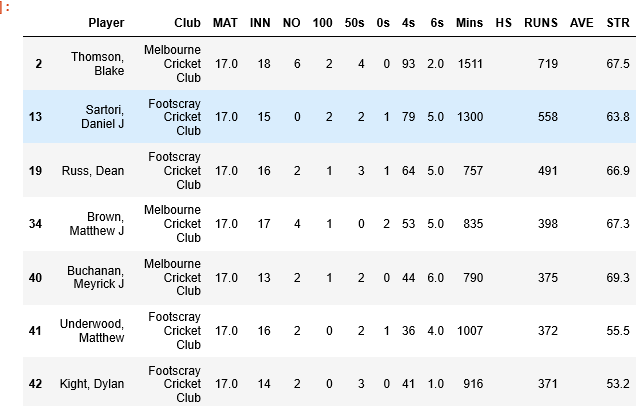 ]:
Player Club MAT INN NO 100 50s 0s 4s 6s Mins HS RUNS AVE STR
2 Thomson, Blake Melbourne Cricket Club 17.0 18 6 2 4 0 93 2.0 1511 719 67.5
13 Sartori, Daniel J Footscray Cricket Club 17.0 15 0 2 2 1 79 5.0 1300 558 63.8
19 Russ, Dean Footscray Cricket Club 17.0 16 2 1 3 1 64 5.0 757 491 66.9
34 Brown, Matthew J Melbourne Cricket Club 17.0 17 4 1 0 2 53 5.0 835 398 67.3
40 Buchanan, Meyrick J Melbourne Cricket Club 17.0 13 2 1 2 0 44 6.0 790 375 69.3
41 Underwood, Matthew Footscray Cricket Club 17.0 16 2 0 2 1 36 4.0 1007 372 55.5
42 Kight, Dylan Footscray Cricket Club 17.0 14 2 0 3 0 41 1.0 916 371 53.2